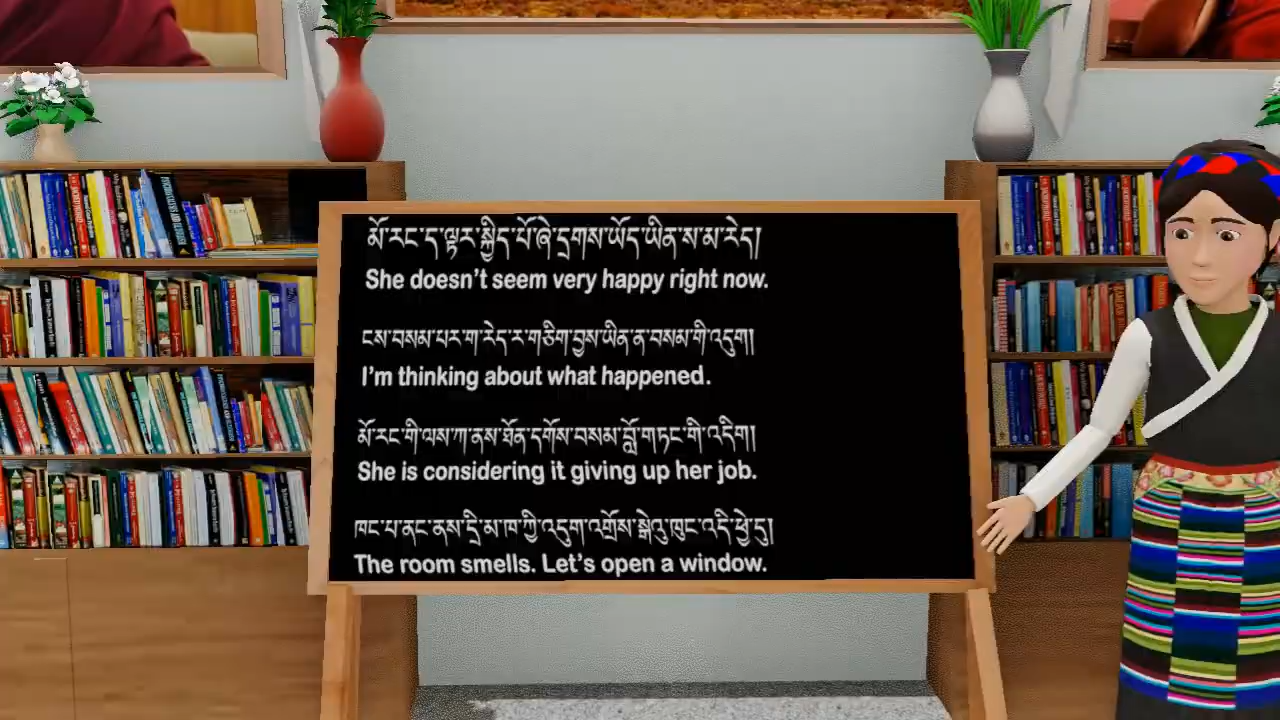 མོ་རང་ད་ལྟར་སྐྱིད་པོ་ཞེ་དྲགས་ཡོད་ཡིན་ས་མ་རེད།
She doesn't seem very happy right now.
ངས་བསམ་པར་ག་རེད་ར་གཅིག་བྱས་ཡིན་ན་བསམ་གི་འདུག།
I'm thinking about what happened.
མོ་རང་གི་ལས་ཀ་ནས་ཐོན་དགོས་བསམ་བློ་གཏང་གི་འདིག།
She is considering it giving up her job.
ཁང་པ་ནང་ནས་དྲི་མ་ཁ་ཀྱི་འདུག་འགྲོས་སྒེའུ་ཁུང་འདི་ཕྱེ་དུ།
The room smells. Let's open a window.